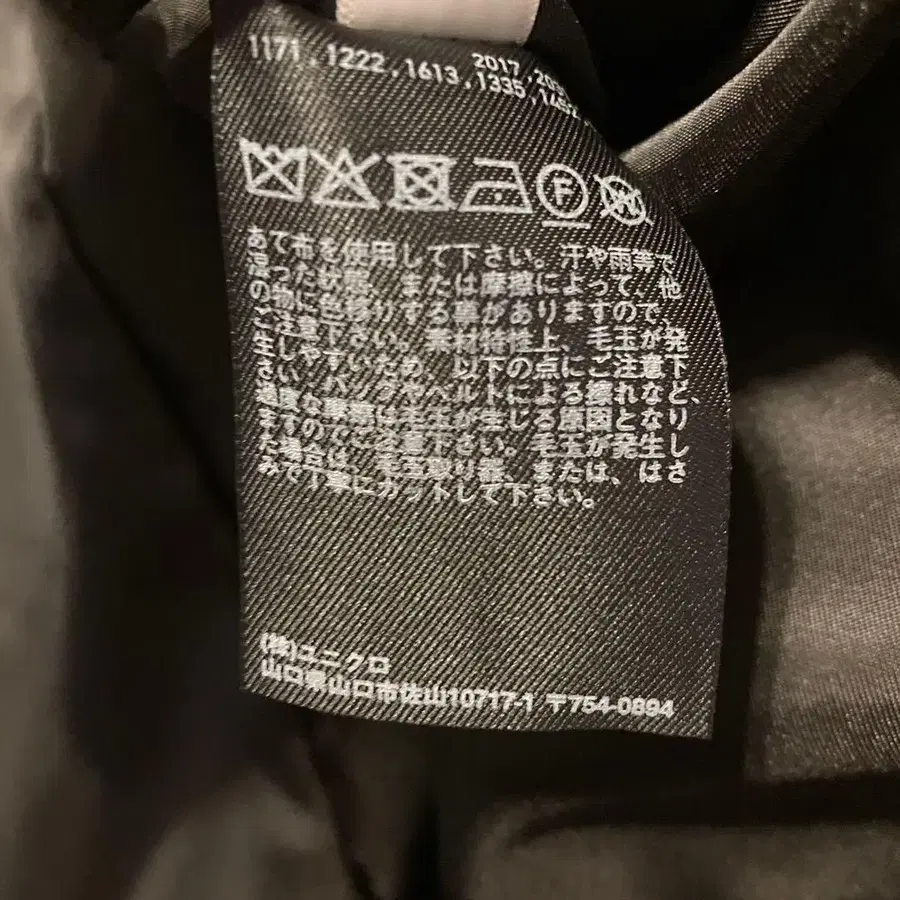 1171 , 1222 , 1613 , 1335 , 145
2017 , 20
F
W
あて布を使用して下さい。汗や雨等で
湿った状態、または摩擦によって、他
の物に色移りする事がありますので、
ご注意下さい。素材特性上、毛玉が発
生しやすいため、以下の点にご注意下
さい。バッグやベルトによる擦れなど、
過度な摩擦は毛玉が生じる原因となり
ますのでご注意下さい。毛玉が発生し
た場合は、毛玉取り器、または、はさ
みで丁寧にカットして下さい。
(株)ユニクロ
山口県山口市佐山10717-1 〒754-0894